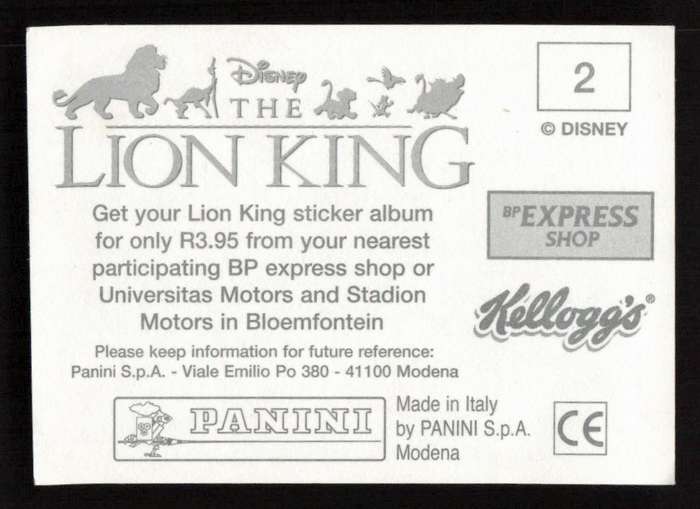 Disney
THE
LION KING
2
© DISNEY
Get your Lion King sticker album
for only R3.95 from your nearest
participating BP express shop or
Universitas Motors and Stadion
Motors in Bloemfontein
BP EXPRESS
SHOP
Kellogg's®
Please keep information for future reference:
Panini S.p.A. - Viale Emilio Po 380 - 41100 Modena
PANINI
Made in Italy
by PANINI S.p.A.
Modena
CE